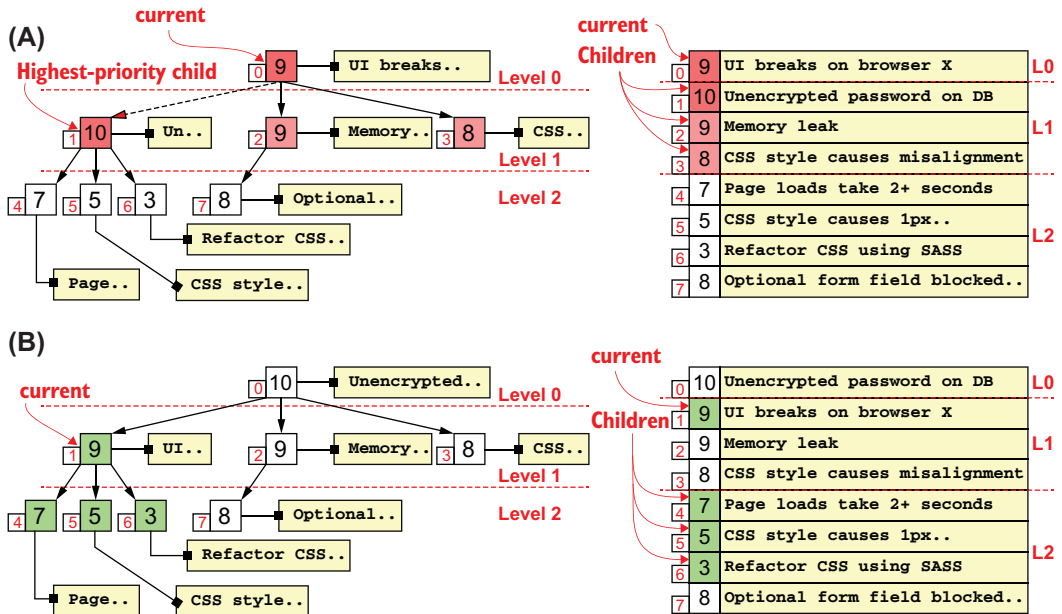 (A)
current
9
0
UI breaks..
Level 0
Highest-priority child
10
1
Un..
9
2
Memory..
8
3
CSS..
Level 1
Level 2
7
4
5
5
3
6
8
7
Optional..
Refactor CSS..
Page..
CSS style..
current
Children
0
9
UI breaks on browser X
L0
1
10
Unencrypted password on DB
2
9
Memory leak
L1
3
8
CSS style causes misalignment
4
7
Page loads take 2+ seconds
5
5
CSS style causes 1px..
L2
6
3
Refactor CSS using SASS
7
8
Optional form field blocked..
(B)
current
0
10
Unencrypted..
Level 0
1
9
UI..
2
9
Memory..
3
8
CSS..
Level 1
Level 2
4
7
5
5
6
3
7
8
Optional..
Refactor CSS..
Page..
CSS style..
current
Children
0
10
Unencrypted password on DB
L0
1
9
UI breaks on browser X
2
9
Memory leak
L1
3
8
CSS style causes misalignment
4
7
Page loads take 2+ seconds
5
5
CSS style causes 1px..
L2
6
3
Refactor CSS using SASS
7
8
Optional form field blocked..